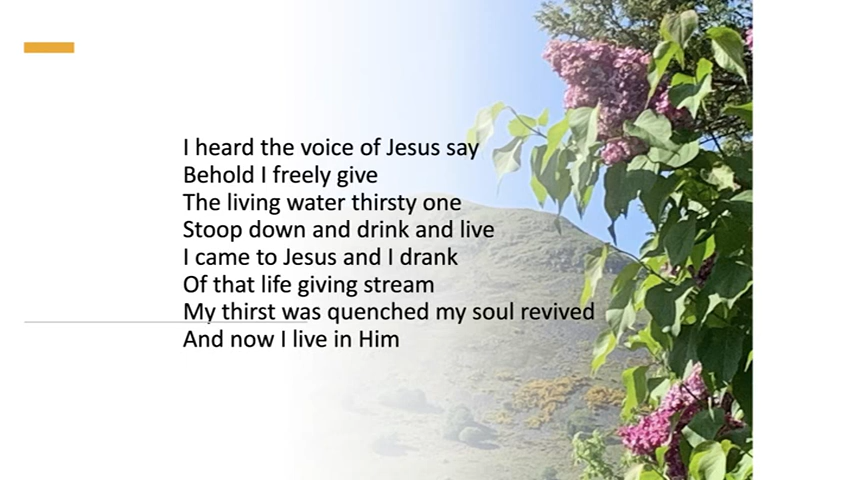 I heard the voice of Jesus say
Behold I freely give
The living water thirsty one
Stoop down and drink and live
I came to Jesus and I drank
Of that life giving stream
My thirst was quenched my soul revived
And now I live in Him